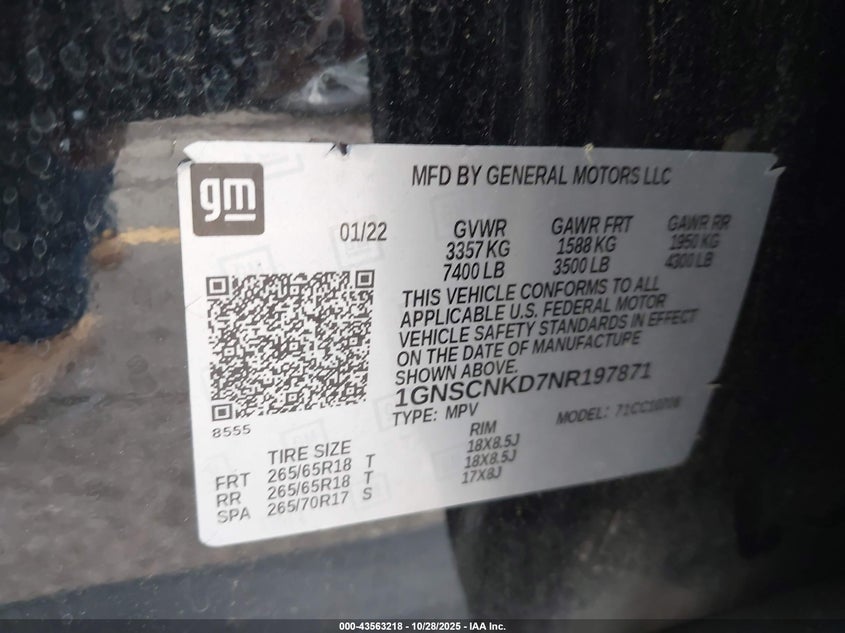 gm
MFD BY GENERAL MOTORS LLC
01/22
GVWR GAWR FRT GAWR RR
3357 KG 1588 KG 1950 KG
7400 LB 3500 LB 4300 LB
THIS VEHICLE CONFORMS TO ALL
APPLICABLE U.S. FEDERAL MOTOR
VEHICLE SAFETY STANDARDS IN EFFECT
ON THE DATE OF MANUFACTURE
SHOWN ABOVE.
1GNSCNKD7NR197871
TYPE: MPV MODEL:
8555
TIRE SIZE RIM
FRT 265/65R18 T 18X8.5J
RR 265/65R18 T 18X8.5J
SPA 265/70R17 S 17X8J
000-43563218 - 10/28/2025 - IAA Inc.